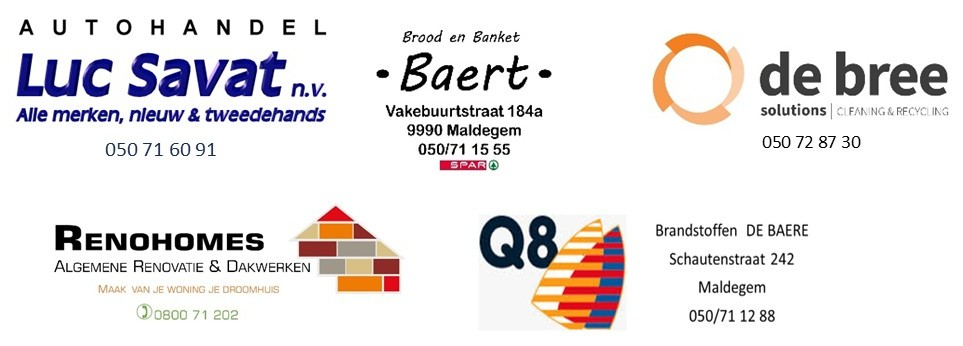 AUTOHANDEL
Luc Savat n.v.
Alle merken, nieuw & tweedehands
050 71 60 91
Brood en Banket
• Baert •
Vakebuurtstraat 184a
9990 Maldegem
050/71 15 55
SPAR
de bree
solutions | CLEANING & RECYCLING
050 72 87 30
RENOHOMES
ALGEMENE RENOVATIE & DAKWERKEN
MAAK VAN JE WONING JE DROOMHUIS
0800 71 202
Q8
Brandstoffen DE BAERE
Schautenstraat 242
Maldegem
050/71 12 88